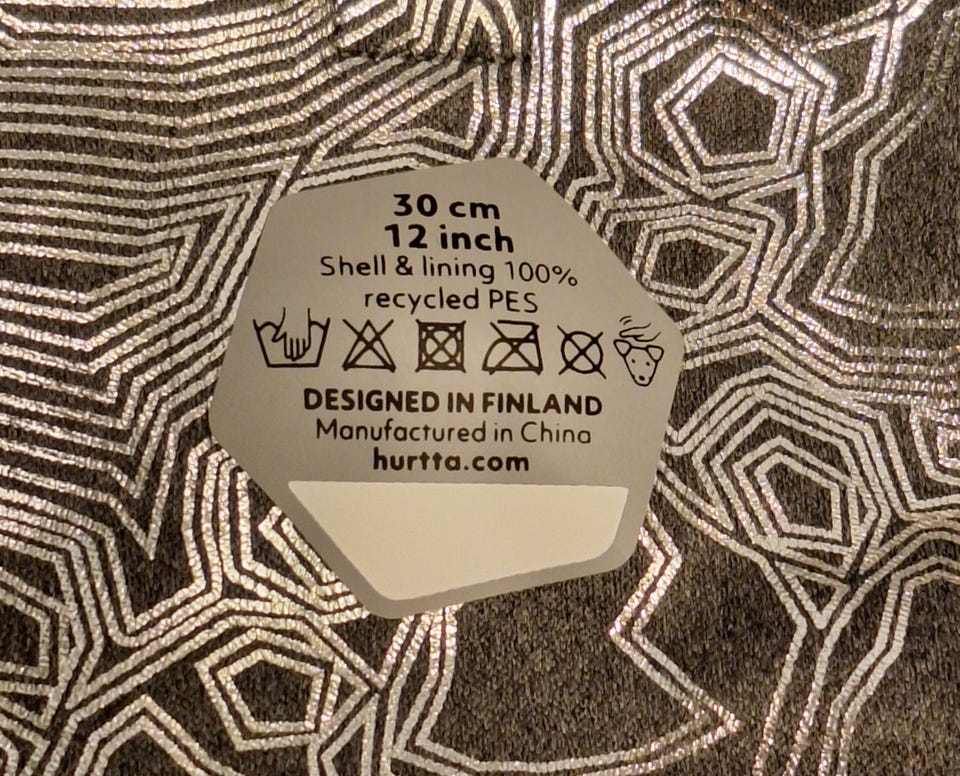 30 cm
12 inch
Shell & lining 100%
recycled PES
DESIGNED IN FINLAND
Manufactured in China
hurtta.com